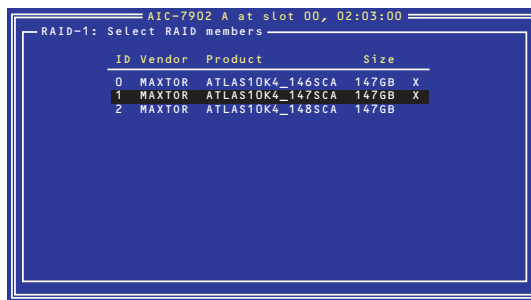 AIC-7902 A at slot 00, 02:03:00
RAID-1: Select RAID members
ID Vendor Product Size
0 MAXTOR ATLAS10K4_146SCA 147GB X
1 MAXTOR ATLAS10K4_147SCA 147GB X
2 MAXTOR ATLAS10K4_148SCA 147GB